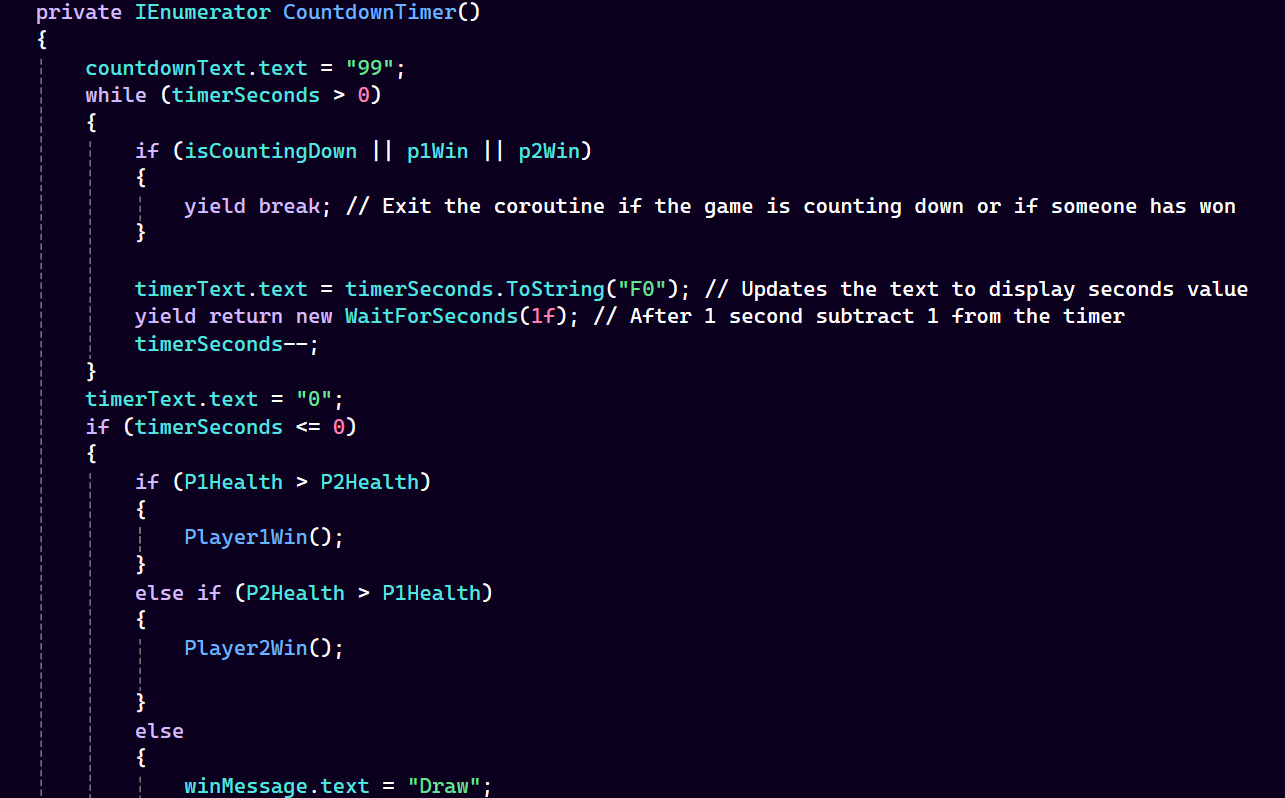 private IEnumerator CountdownTimer()
{
    countdownText.text = "99";
    while (timerSeconds > 0)
    {
        if (isCountingDown || p1Win || p2Win)
        {
            yield break; // Exit the coroutine if the game is counting down or if someone has won
        }

        timerText.text = timerSeconds.ToString("F0"); // Updates the text to display seconds value
        yield return new WaitForSeconds(1f); // After 1 second subtract 1 from the timer
        timerSeconds--;
    }
    timerText.text = "0";
    if (timerSeconds <= 0)
    {
        if (P1Health > P2Health)
        {
            Player1Win();
        }
        else if (P2Health > P1Health)
        {
            Player2Win();

        }
        else
        {
            winMessage.text = "Draw";